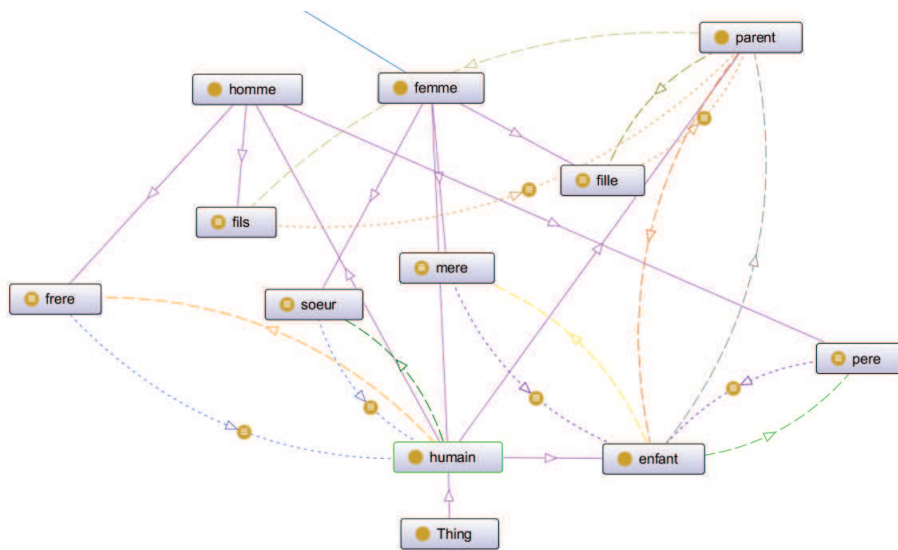 parent
homme
femme
fille
fils
mere
frere
soeur
pere
humain
enfant
Thing